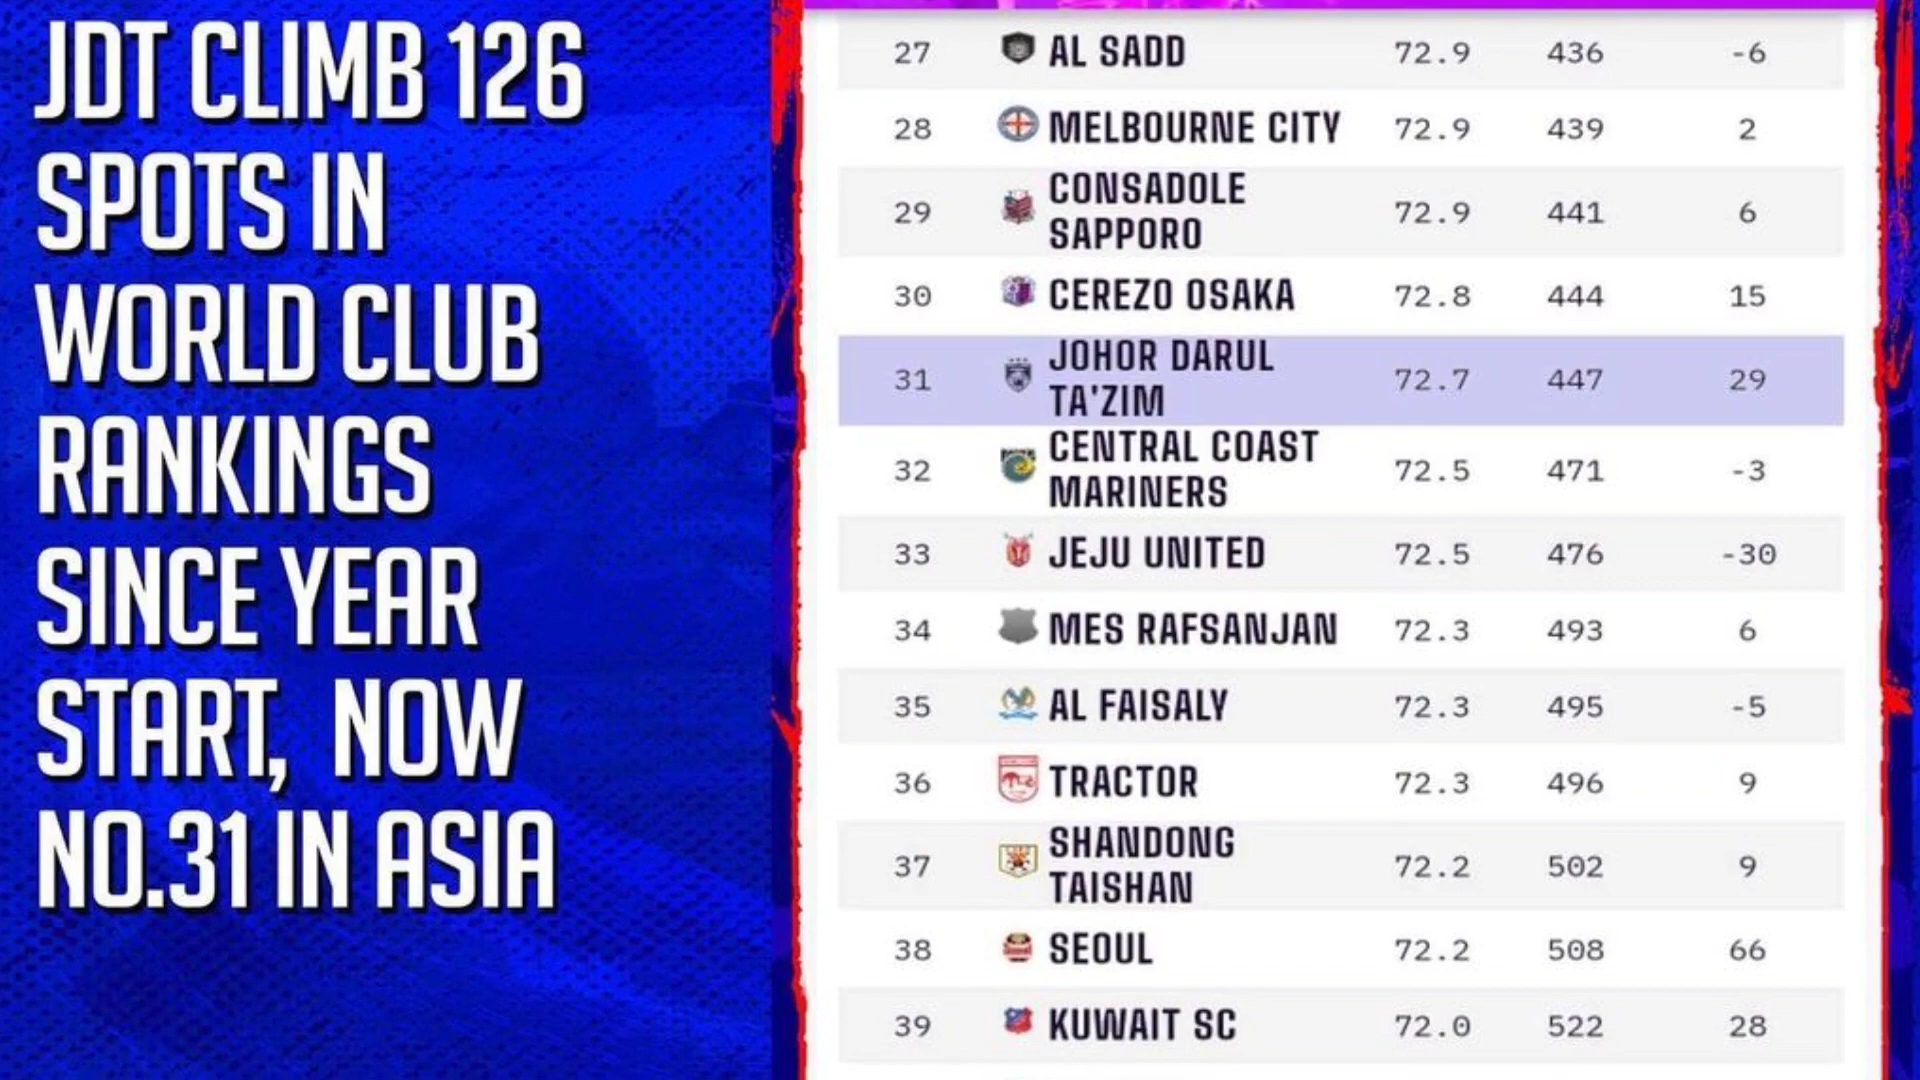 JDT CLIMB 126
SPOTS IN
WORLD CLUB
RANKINGS
SINCE YEAR
START, NOW
NO.31 IN ASIA
27 AL SADD 72.9 436 -6
28 MELBOURNE CITY 72.9 439 2
29 CONSADOLE SAPPORO 72.9 441 6
30 CEREZO OSAKA 72.8 444 15
31 JOHOR DARUL TA'ZIM 72.7 447 29
32 CENTRAL COAST MARINERS 72.5 471 -3
33 JEJU UNITED 72.5 476 -30
34 MES RAFSANJAN 72.3 493 6
35 AL FAISALY 72.3 495 -5
36 TRACTOR 72.3 496 9
37 SHANDONG TAISHAN 72.2 502 9
38 SEOUL 72.2 508 66
39 KUWAIT SC 72.0 522 28